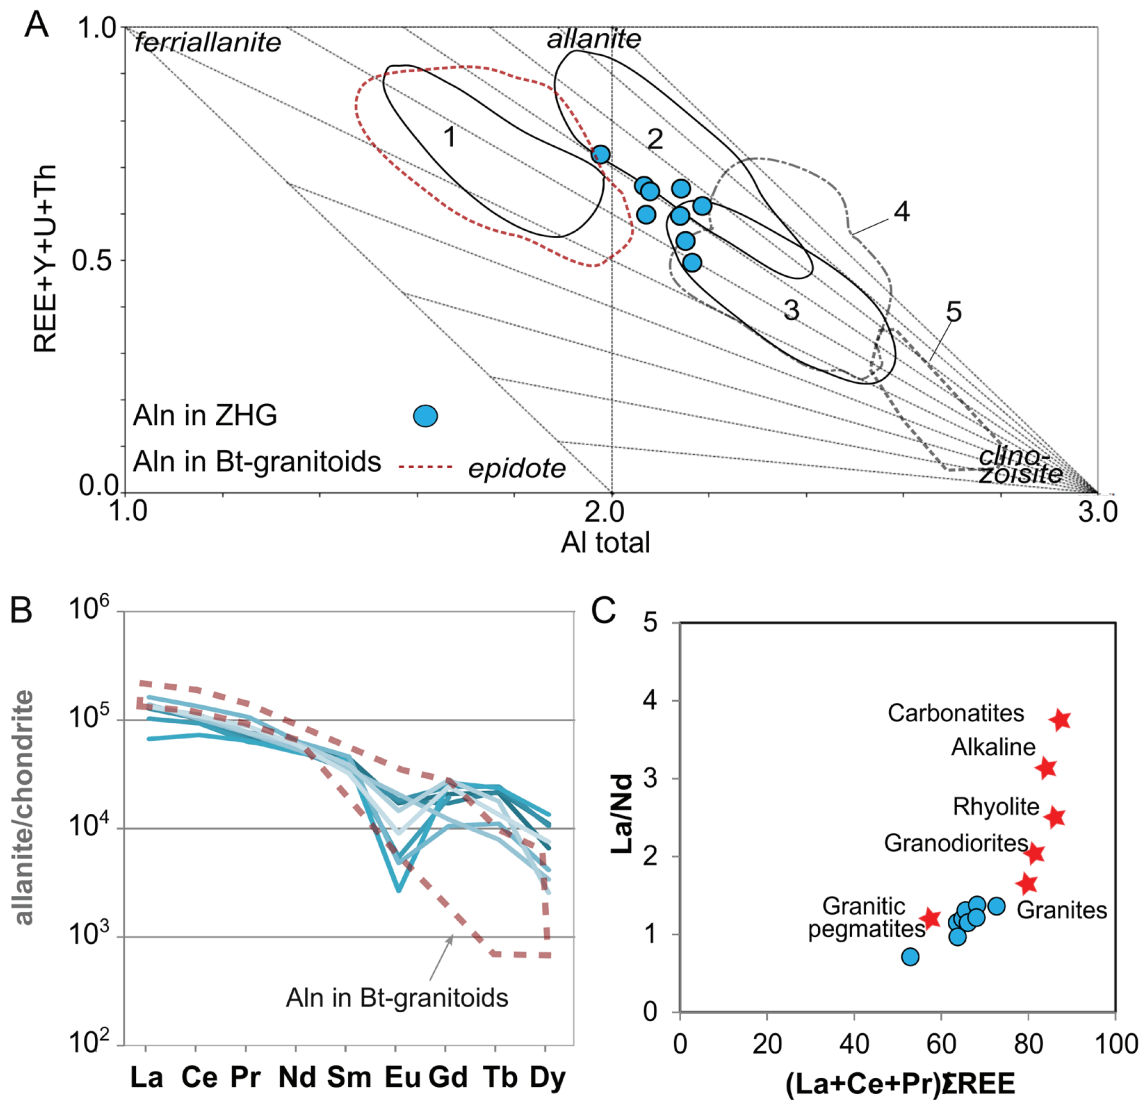 A
1.0
ferriallanite
allanite
1
2
4
REE+Y+U+Th
0.5
3
5
Aln in ZHG
Aln in Bt-granitoids
epidote
clino-
zoisite
0.0
1.0
2.0
3.0
Al total
B
10⁶
10⁵
10⁴
10³
10²
allanite/chondrite
Aln in Bt-granitoids
La Ce Pr Nd Sm Eu Gd Tb Dy
C
5
4
3
2
1
0
La/Nd
Carbonatites
Alkaline
Rhyolite
Granodiorites
Granitic
pegmatites
Granites
0 20 40 60 80 100
(La+Ce+Pr)ΣREE